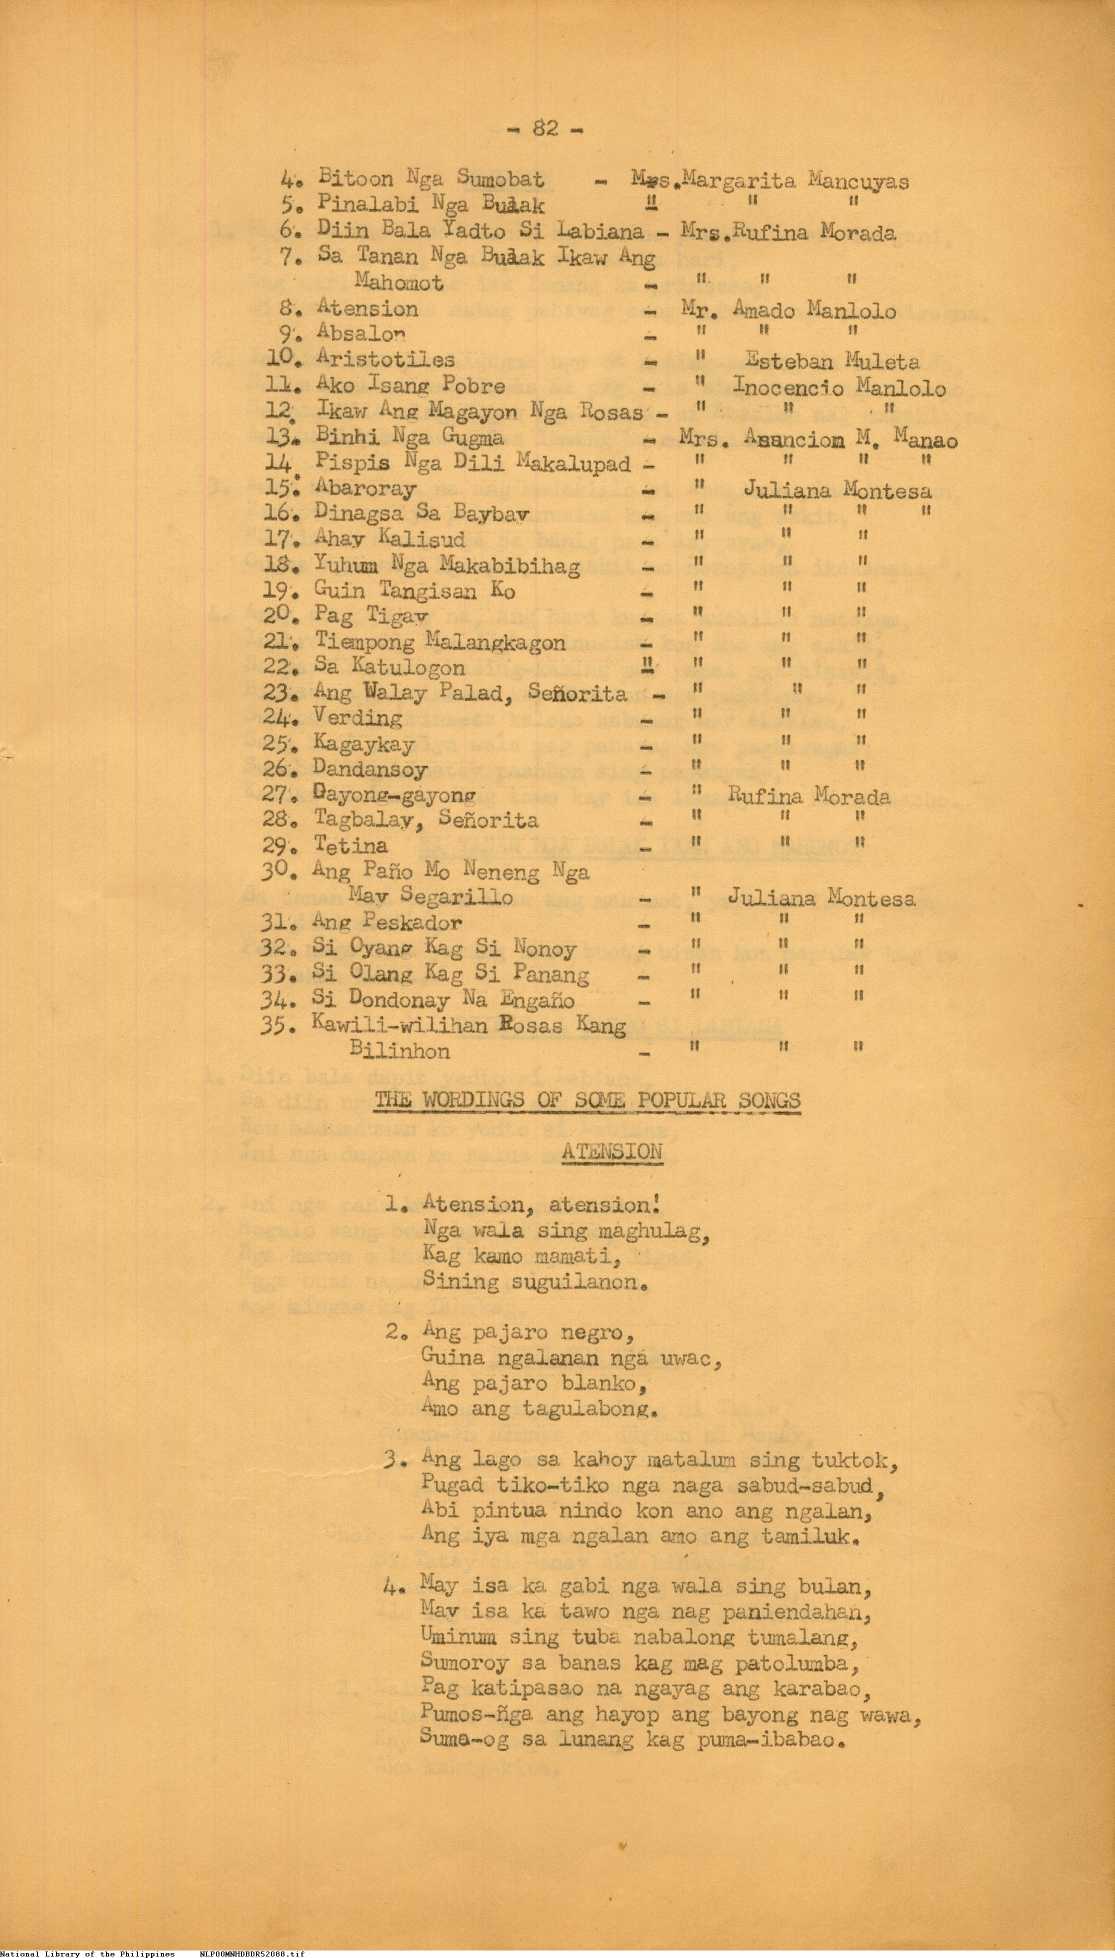 - 82 -
4. Bitoon Nga Sumobat - Mrs.Margarita Mancuyas
5. Pinalabi Nga Bulak " " "
6. Diin Bala Yadto Si Labiana - Mrs.Rufina Morada
7. Sa Tanan Nga Bulak Ikaw Ang
Mahomot - " " "
8. Atension - Mr. Amado Manlolo
9. Absalon - " " "
10. Aristotiles - " Esteban Muleta
11. Ako Isang Pobre - " Inocencio Manlolo
12. Ikaw Ang Magayon Nga Rosas - " " "
13. Binhi Nga Gugma - Mrs. Asuncion M. Manao
14. Pispis Nga Dili Makalupad - " " " "
15. Abaroray - " Juliana Montesa
16. Dinagsa Sa Baybay - " " " "
17. Ahay Kalisud - " " "
18. Yuhum Nga Makabibihag - " " "
19. Guin Tangisan Ko - " " "
20. Pag Tigay - " " "
21. Tiempong Malangkagon - " " "
22. Sa Katulogon " " " "
23. Ang Walay Palad, Señorita - " " "
24. Verding - " " "
25. Kagaykay - " " "
26. Dandansoy - " " "
27. Gayong-gayong - " Rufina Morada
28. Tagbalay, Señorita - " " "
29. Tetina - " " "
30. Ang Paño Mo Neneng Nga
May Segarillo - " Juliana Montesa
31. Ang Peskador - " " "
32. Si Oyang Kag Si Nonoy - " " "
33. Si Olang Kag Si Panang - " " "
34. Si Dondonay Na Engaño - " " "
35. Kawili-wilihan Rosas Kang
Bilinhon - " " "
THE WORDINGS OF SOME POPULAR SONGS
ATENSION
1. Atension, atension!
Nga wala sing maghulag,
Kag kamo mamati,
Sining suguilanon.
2. Ang pajaro negro,
Guina ngalanan nga uwac,
Ang pajaro blanko,
Amo ang tagulabong.
3. Ang lago sa kahoy matalum sing tuktok,
Pugad tiko-tiko nga naga sabud-sabud,
Abi pintua nindo kon ano ang ngalan,
Ang iya mga ngalan amo ang tamiluk.
4. May isa ka gabi nga wala sing bulan,
May isa ka tawo nga nag paniendahan,
Uminum sing tuba nabalong tumalang,
Sumoroy sa banas kag mag patolumba,
Pag katipasao na ngayag ang karabao,
Pumos-ñga ang hayop ang bayong nag wawa,
Suma-og sa lunang kag puma-ibabao.
National Library of the Philippines NLPOOMNHDBDR52088.tif